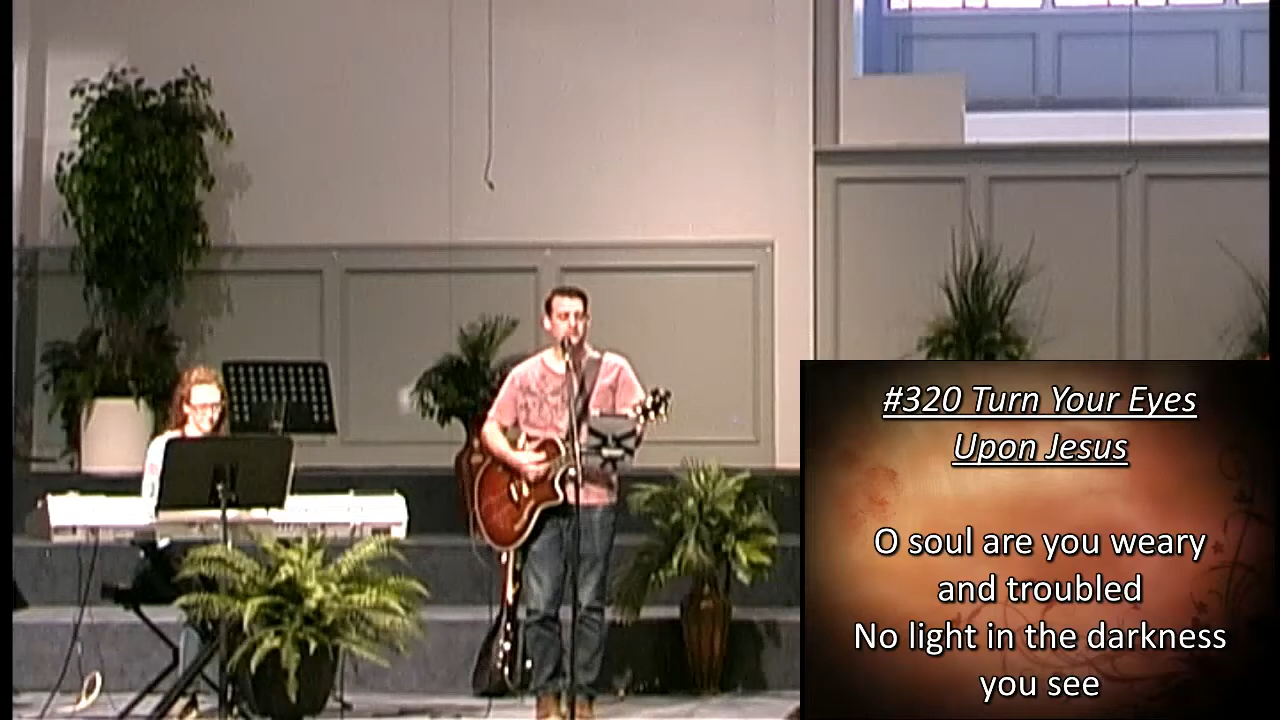 #320 Turn Your Eyes
Upon Jesus
O soul are you weary
and troubled
No light in the darkness
you see